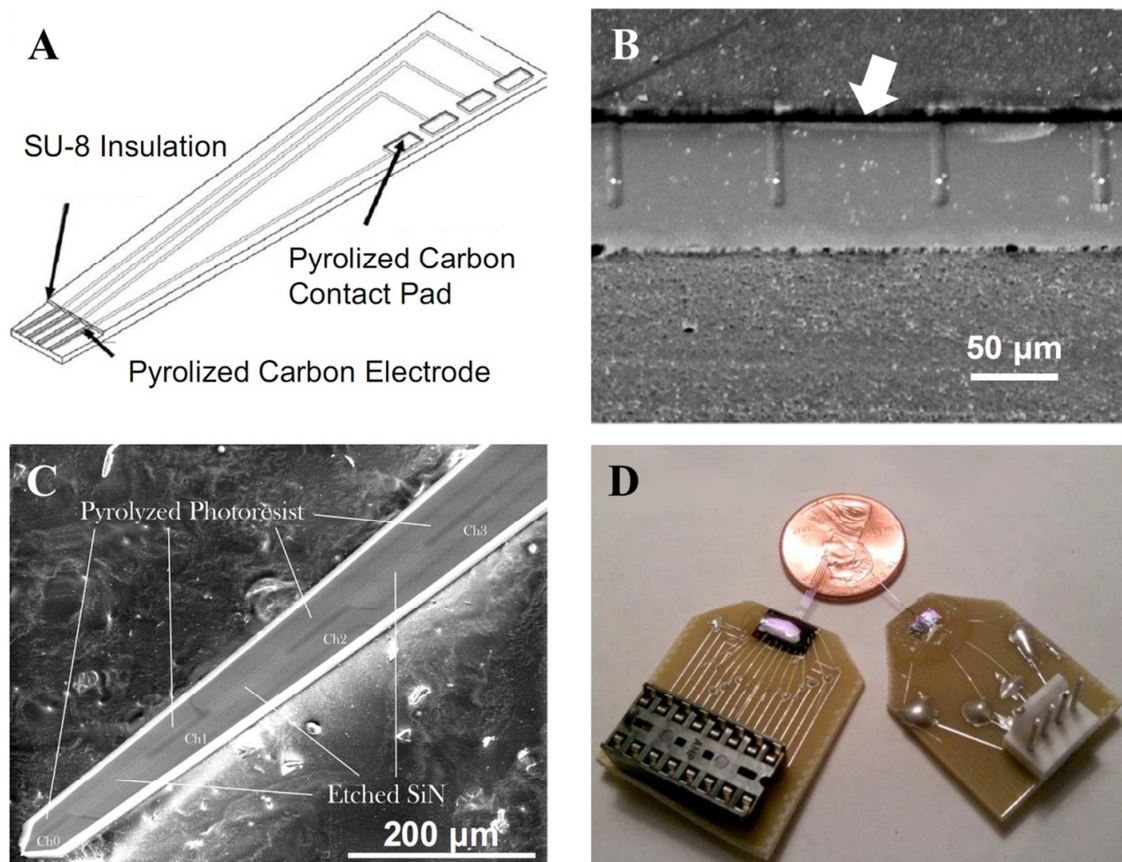 A
SU-8 Insulation
Pyrolized Carbon
Contact Pad
Pyrolized Carbon Electrode
B
50 µm
C
Pyrolyzed Photoresist
Ch3
Ch2
Ch1
Etched SiN
Ch0
200 µm
D
AMP